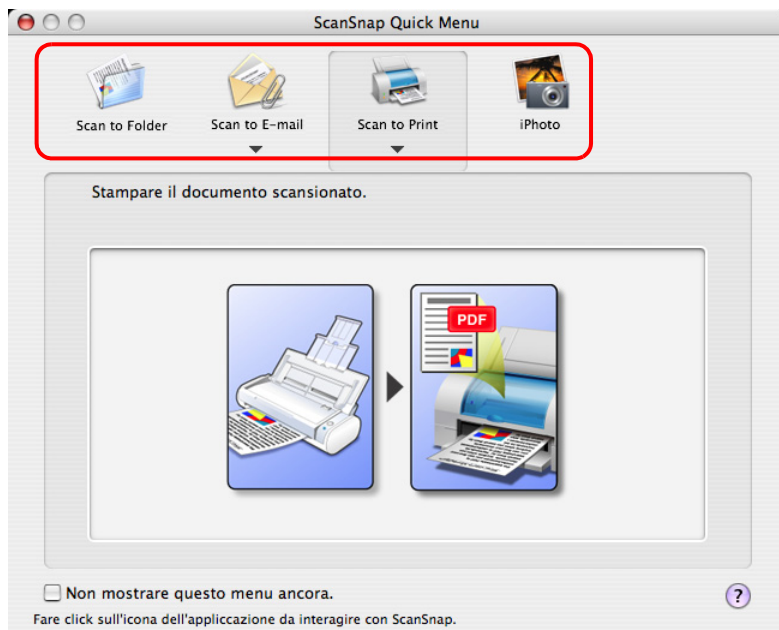 ScanSnap Quick Menu
Scan to Folder
Scan to E-mail
Scan to Print
iPhoto
Stampare il documento scansionato.
PDF
Non mostrare questo menu ancora.
?
Fare click sull'icona dell'appliccazione da interagire con ScanSnap.